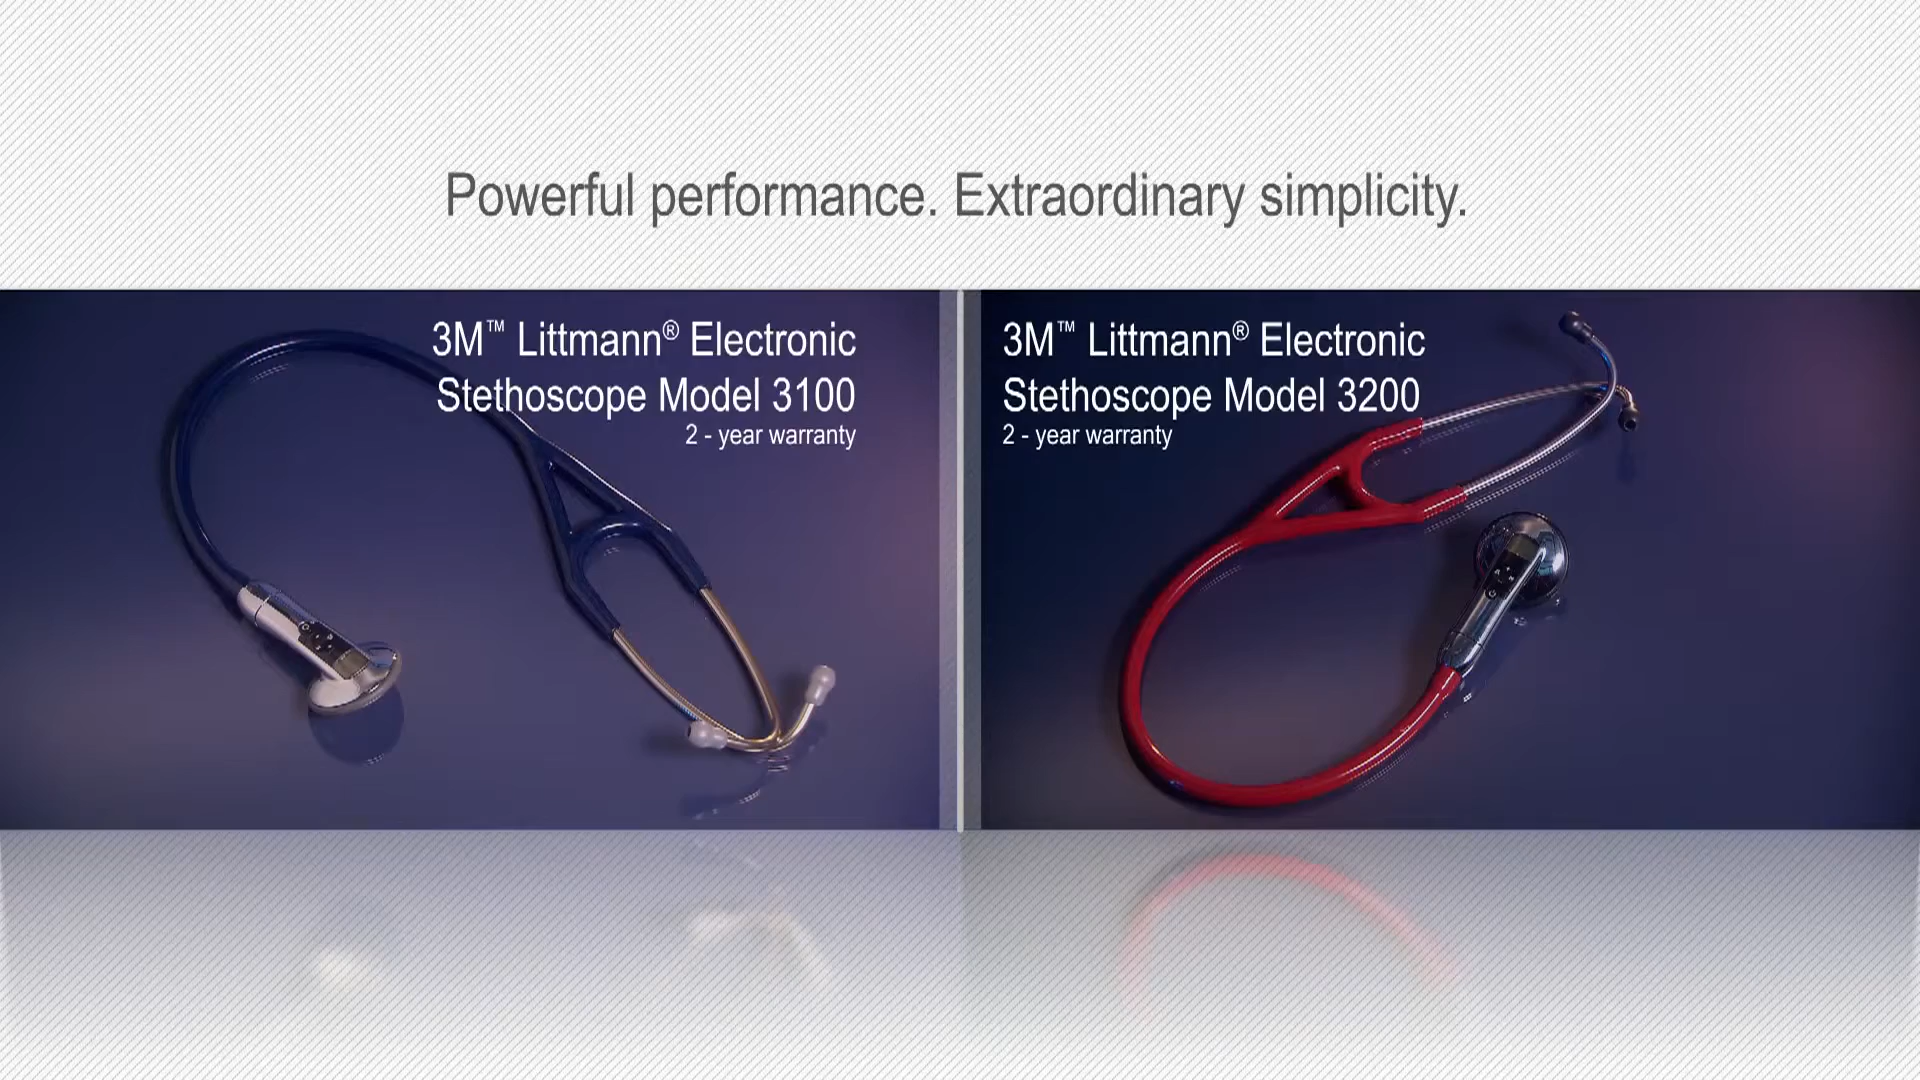 Powerful performance. Extraordinary simplicity.
3M™ Littmann® Electronic
Stethoscope Model 3100
2 - year warranty
3M™ Littmann® Electronic
Stethoscope Model 3200
2 - year warranty